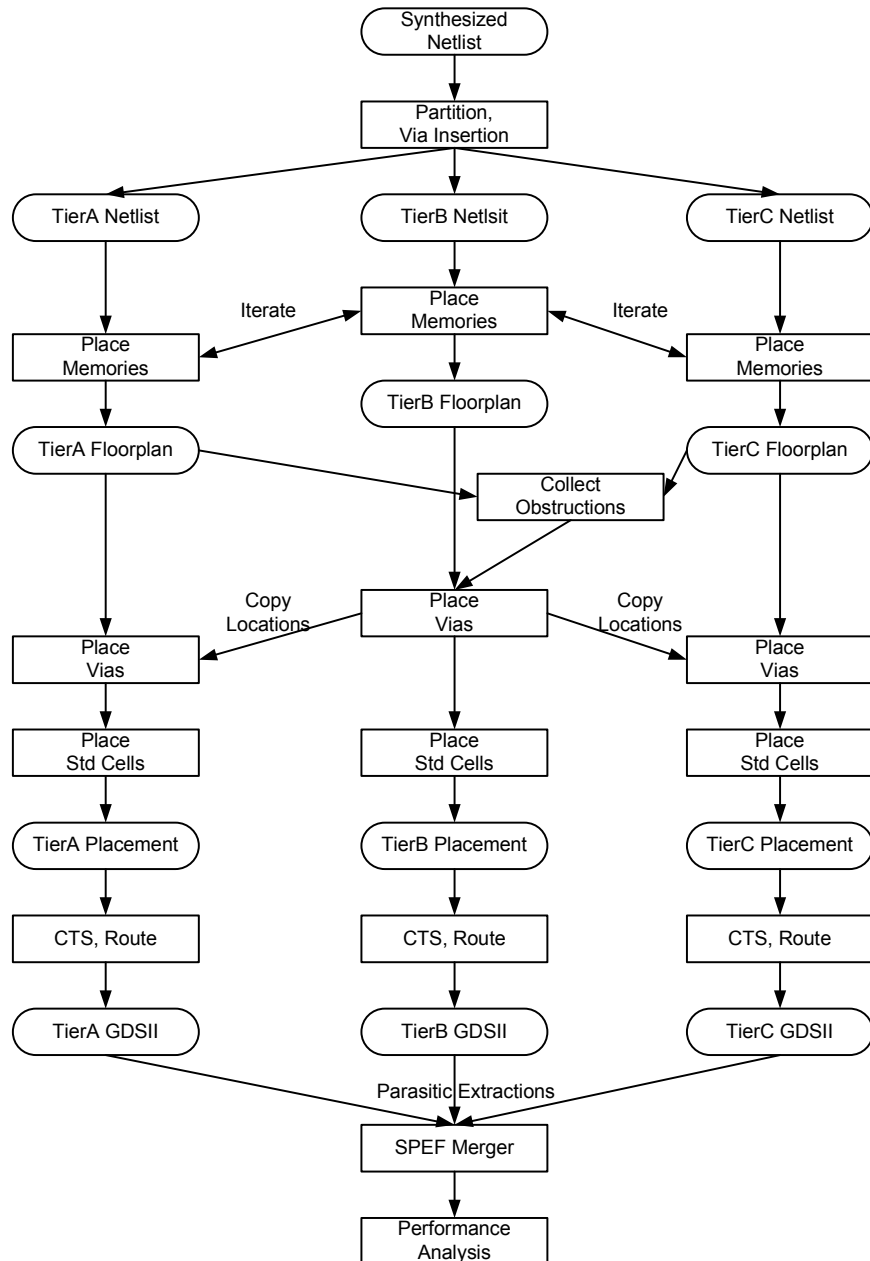 Synthesized
Netlist
Partition,
Via Insertion
TierA Netlist
TierB Netlsit
TierC Netlist
Iterate
Place
Memories
Iterate
Place
Memories
Place
Memories
TierB Floorplan
TierA Floorplan
TierC Floorplan
Collect
Obstructions
Copy
Locations
Place
Vias
Copy
Locations
Place
Vias
Place
Vias
Place
Std Cells
Place
Std Cells
Place
Std Cells
TierA Placement
TierB Placement
TierC Placement
CTS, Route
CTS, Route
CTS, Route
TierA GDSII
TierB GDSII
TierC GDSII
Parasitic Extractions
SPEF Merger
Performance
Analysis